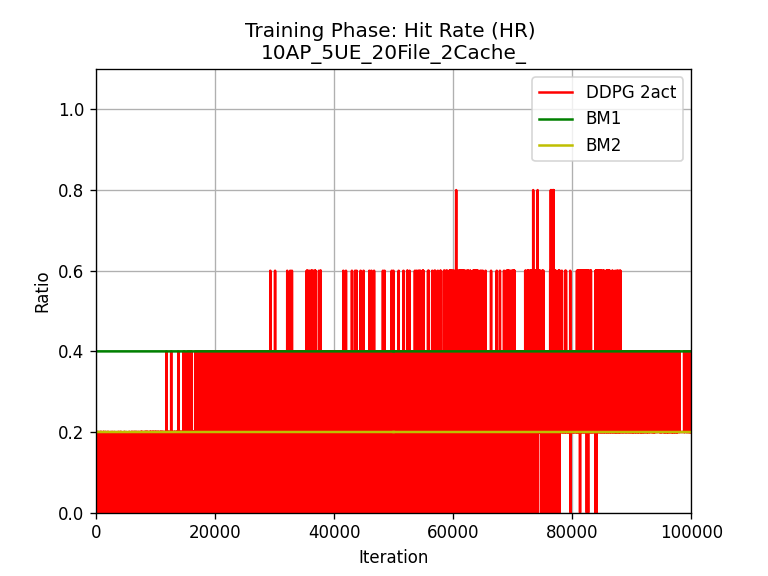 Training Phase: Hit Rate (HR)
10AP_5UE_20File_2Cache_
DDPG 2act
BM1
BM2
Ratio
1.0
0.8
0.6
0.4
0.2
0.0
0
20000
40000
60000
80000
100000
Iteration